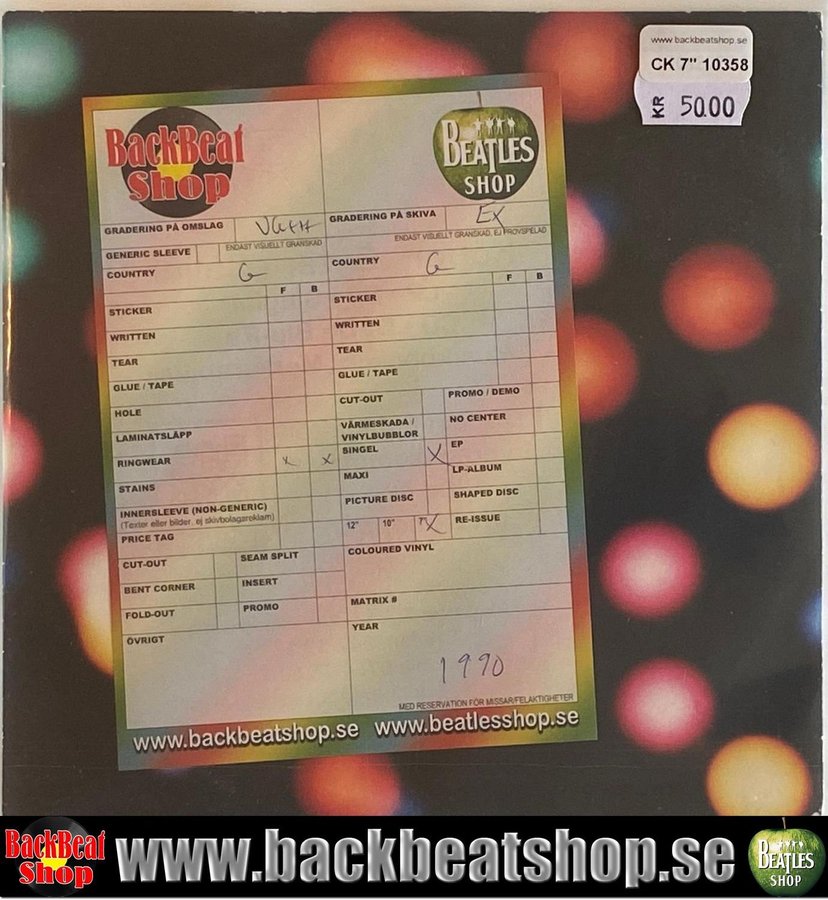 www.backbeatshop.se
CK 7" 10358
KR 50.00
BackBeat
Shop
BEATLES
SHOP
GRADERING PÅ OMSLAG
GRADERING PÅ SKIVA EX
GENERIC SLEEVE
ENDAST VISUELLT GRANSKAD
ENDAST VISUELLT GRANSKAD, EJ PROVSPELAD
COUNTRY G
COUNTRY G
F B
F B
STICKER
STICKER
WRITTEN
WRITTEN
TEAR
TEAR
GLUE / TAPE
GLUE / TAPE
HOLE
CUT-OUT
PROMO / DEMO
LAMINATSLÄPP
VÄRMESKADA /
VINYLBUBBLOR
NO CENTER
RINGWEAR x x
SINGEL X
EP
STAINS
MAXI
LP-ALBUM
INNERSLEEVE (NON-GENERIC)
(Texter eller bilder, ej skivbolagsreklam)
PICTURE DISC
SHAPED DISC
PRICE TAG
12" 10" 7" X
RE-ISSUE
CUT-OUT
SEAM SPLIT
COLOURED VINYL
BENT CORNER
INSERT
FOLD-OUT
PROMO
MATRIX #
ÖVRIGT
YEAR
1990
MED RESERVATION FÖR MISSAR/FELAKTIGHETER
www.backbeatshop.se www.beatlesshop.se
BackBeat
Shop
www.backbeatshop.se
BEATLES
SHOP